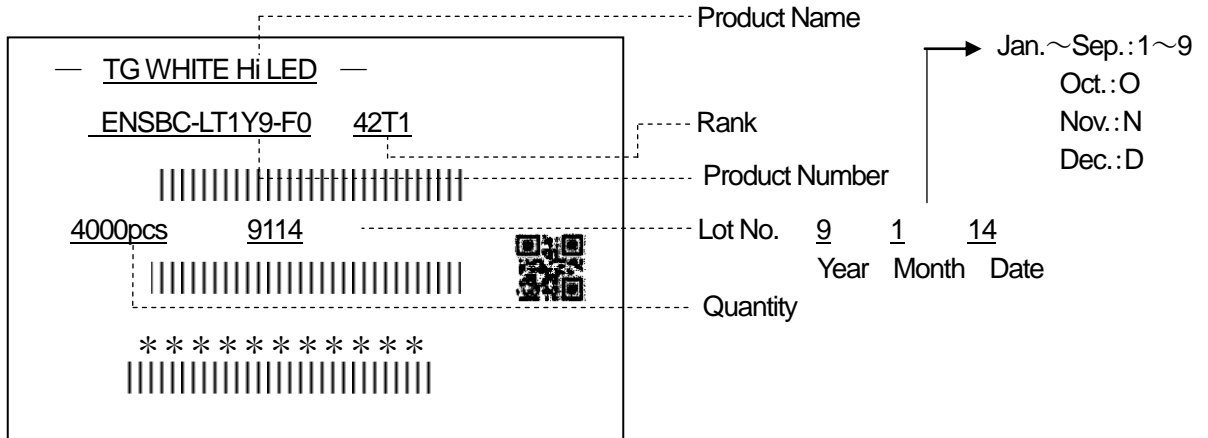 Product Name
Jan.～Sep.:1～9
— TG WHITE Hi LED —
Oct.:O
ENSBC-LT1Y9-F0 42T1
Rank
Nov.:N
Dec.:D
Product Number
4000pcs 9114
Lot No. 9 1 14
Year Month Date
Quantity
＊＊＊＊＊＊＊＊＊＊＊